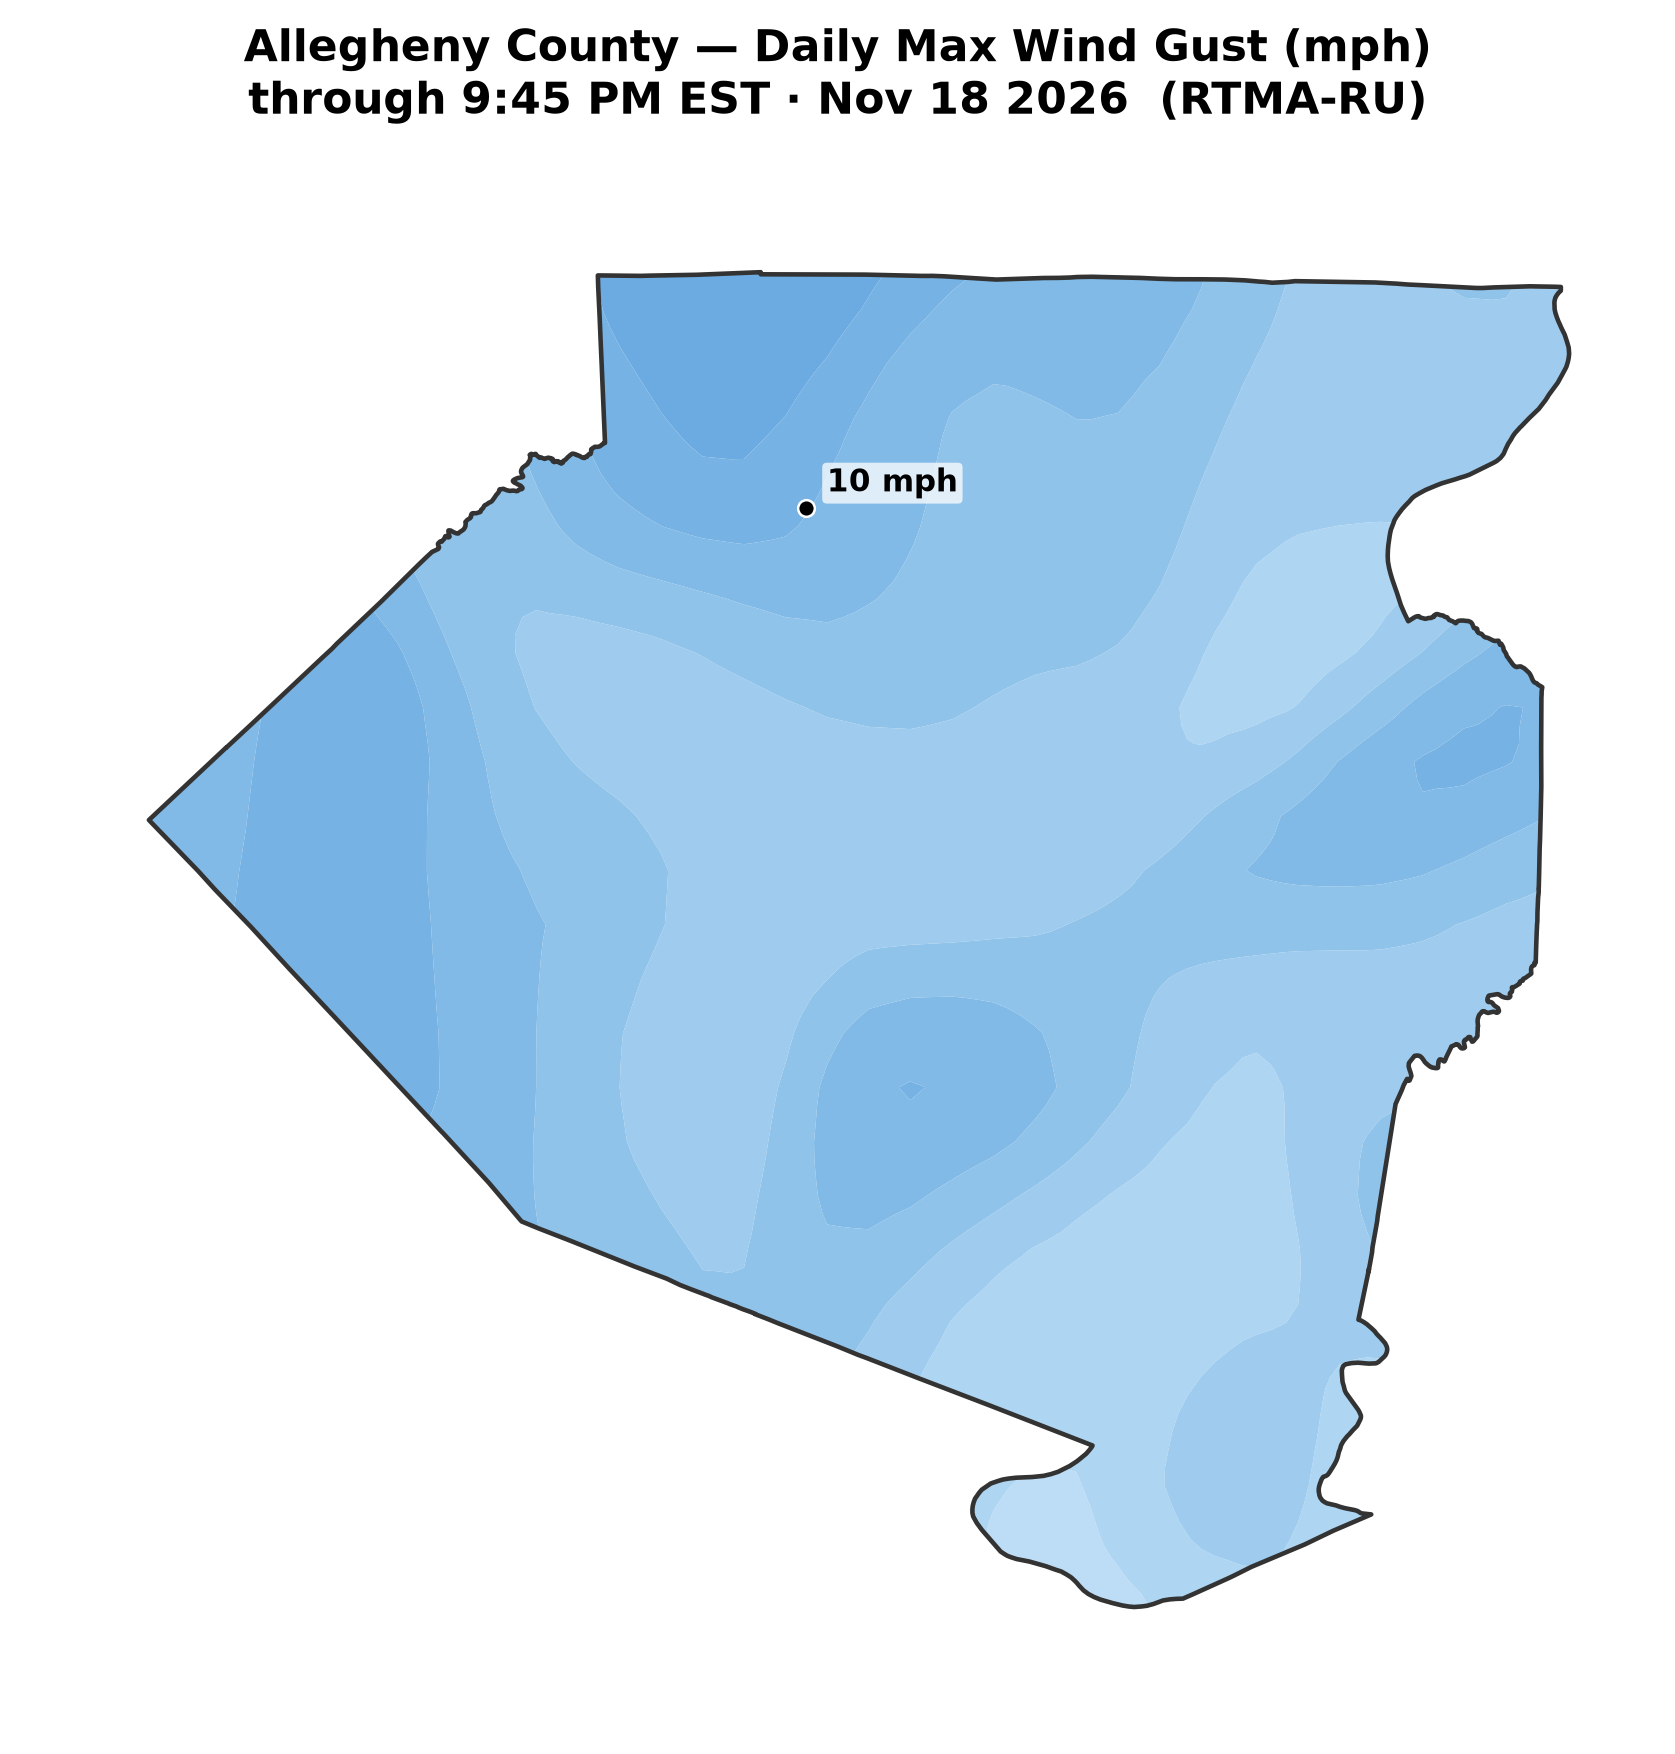 Allegheny County — Daily Max Wind Gust (mph)
through 9:45 PM EST · Nov 18 2026 (RTMA-RU)
10 mph